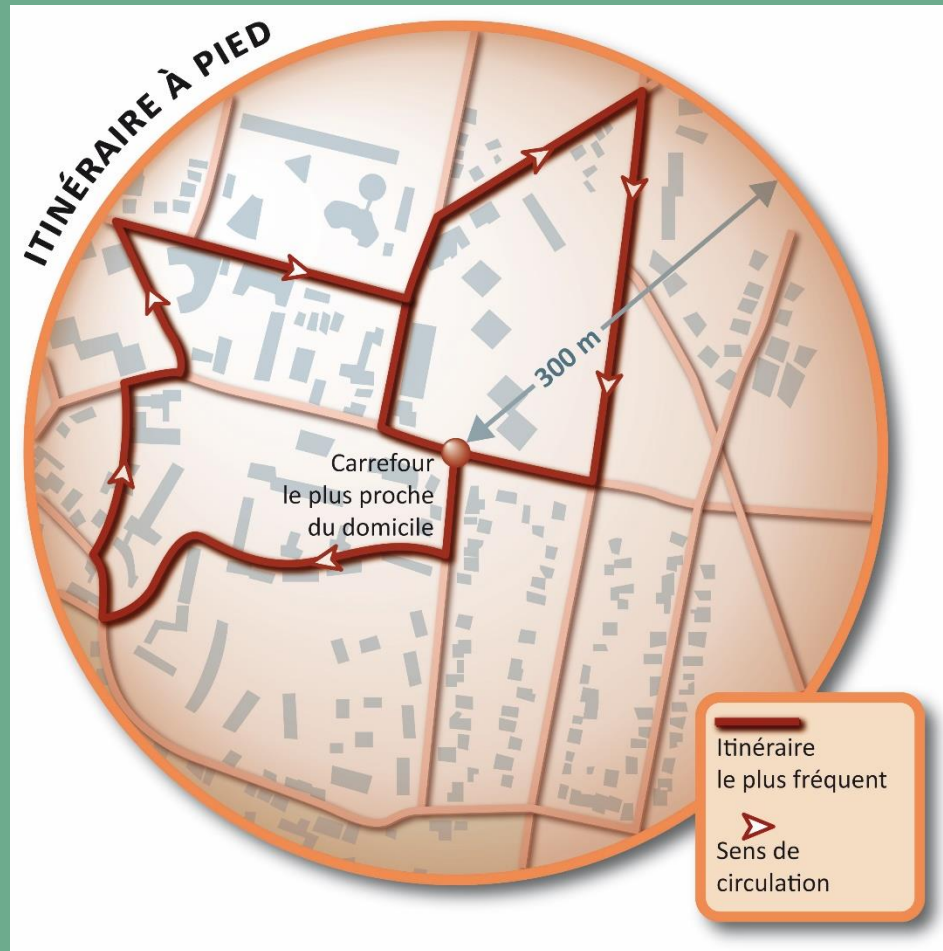 ITINÉRAIRE À PIED
300 m
Carrefour
le plus proche
du domicile
Itinéraire
le plus fréquent
Sens de
circulation